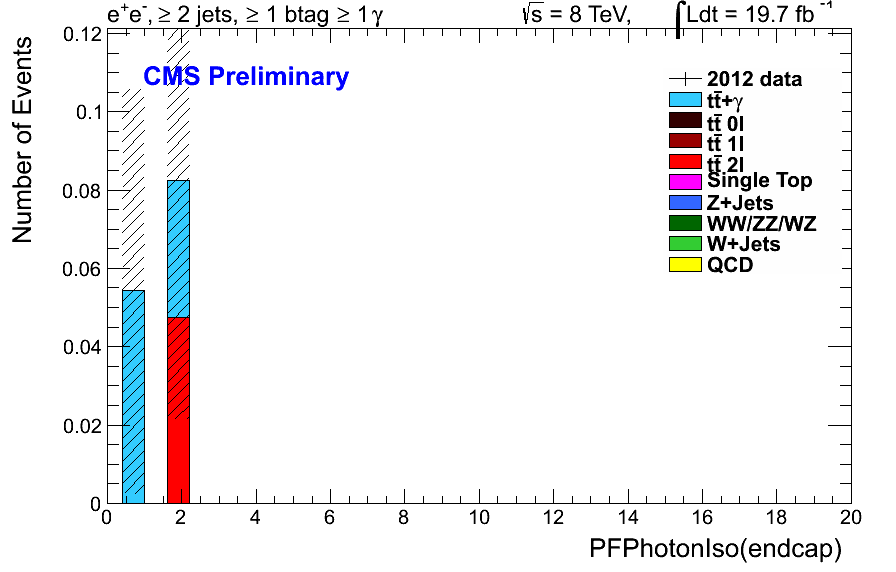 e⁺e⁻, ≥ 2 jets, ≥ 1 btag ≥ 1 γ √s = 8 TeV, ∫Ldt = 19.7 fb⁻¹
Number of Events
CMS Preliminary
0.12
0.1
0.08
0.06
0.04
0.02
0
2012 data
tt̄+γ
tt̄ 0l
tt̄ 1l
tt̄ 2l
Single Top
Z+Jets
WW/ZZ/WZ
W+Jets
QCD
0 2 4 6 8 10 12 14 16 18 20
PFPhotonIso(endcap)